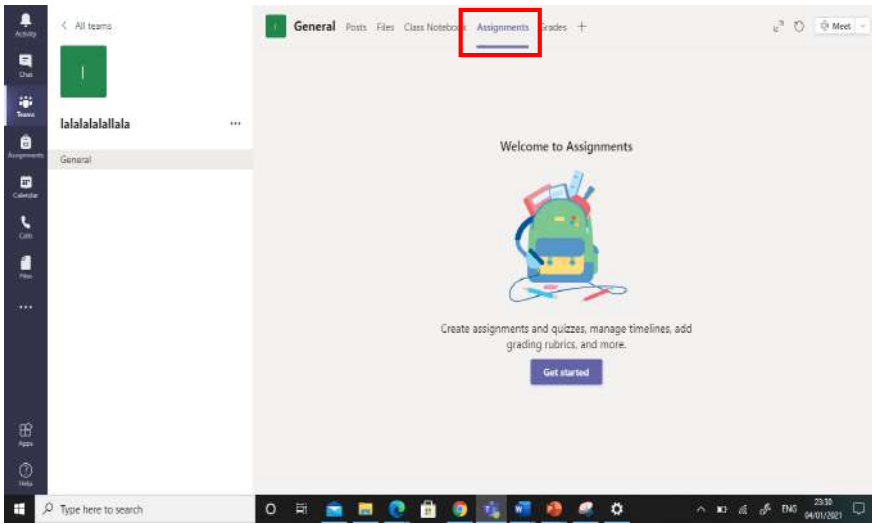 Activity
Chat
Teams
Assignments
Calendar
Calls
Files
Apps
Help
< All teams
lalalalalallala
General
General Posts Files Class Notebook Assignments Grades +
Meet
Welcome to Assignments
Create assignments and quizzes, manage timelines, add
grading rubrics, and more.
Get started
Type here to search
ENG
23:30
04/01/2021